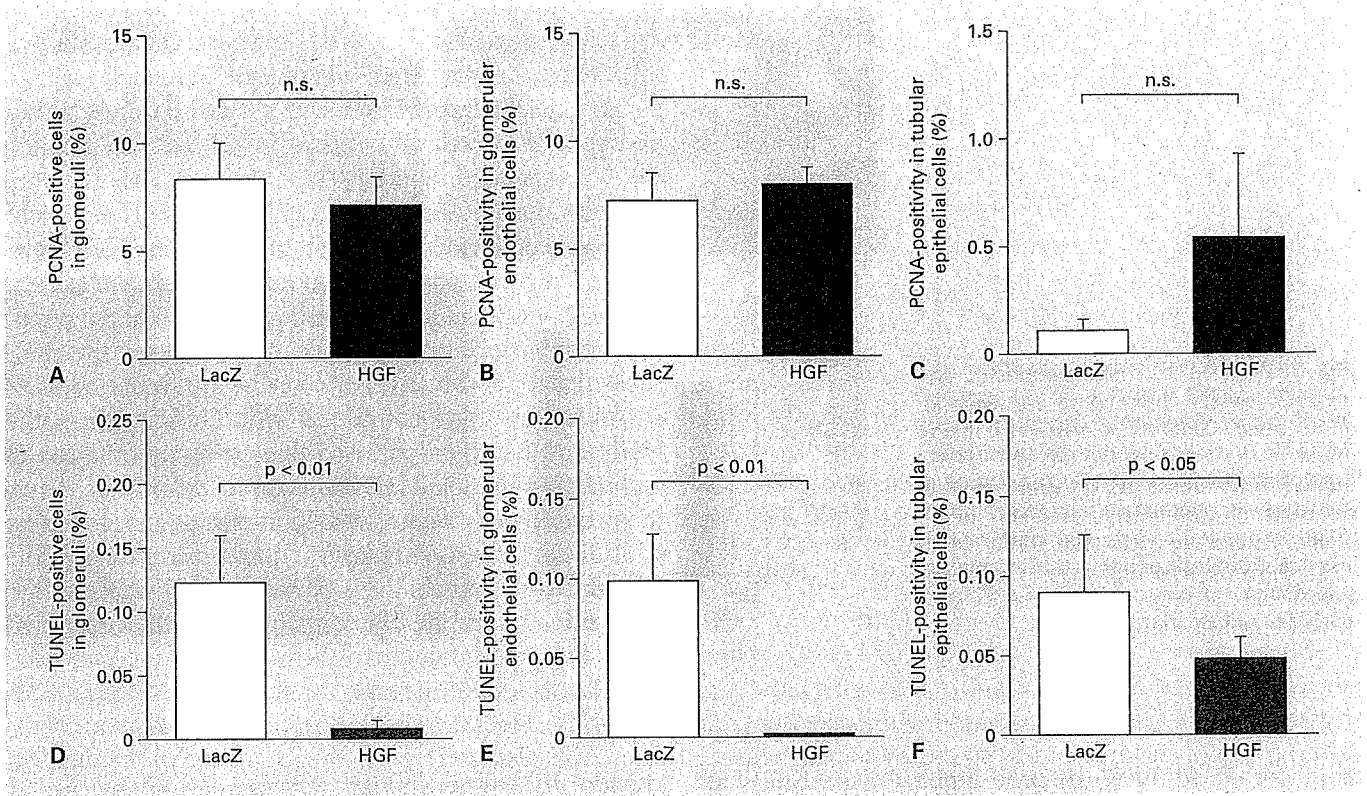 PCNA-positive cells
in glomeruli (%)
15
10
5
0
n.s.
LacZ
HGF
A
PCNA-positivity in glomerular
endothelial cells (%)
15
10
5
0
n.s.
LacZ
HGF
B
PCNA-positivity in tubular
epithelial cells (%)
1.5
1.0
0.5
0
n.s.
LacZ
HGF
C
TUNEL-positive cells
in glomeruli (%)
0.25
0.20
0.15
0.10
0.05
0
p < 0.01
LacZ
HGF
D
TUNEL-positivity in glomerular
endothelial cells (%)
0.20
0.15
0.10
0.05
0
p < 0.01
LacZ
HGF
E
TUNEL-positivity in tubular
epithelial cells (%)
0.20
0.15
0.10
0.05
0
p < 0.05
LacZ
HGF
F